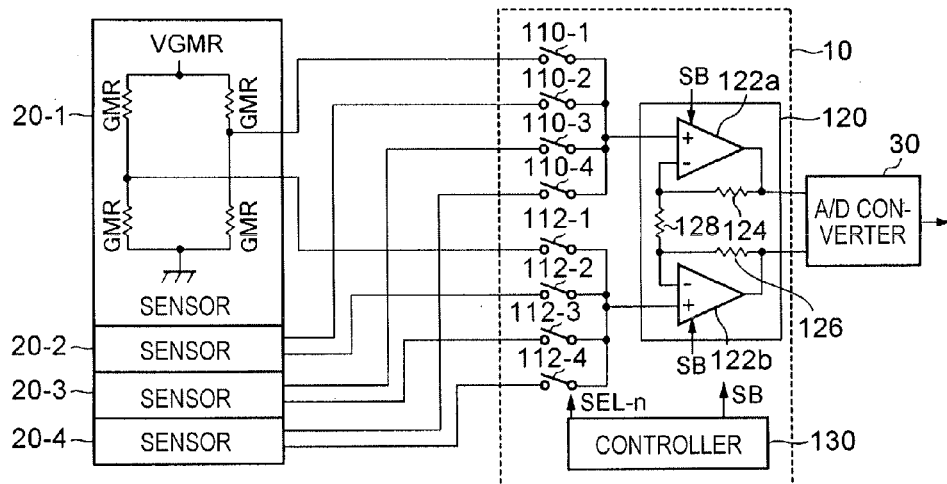 VGMR
GMR
GMR
GMR
GMR
SENSOR
SENSOR
SENSOR
SENSOR
20-1
20-2
20-3
20-4
110-1
110-2
110-3
110-4
112-1
112-2
112-3
112-4
SEL-n
SB
122a
+
-
124
128
126
-
+
SB
122b
SB
CONTROLLER
130
10
120
30
A/D CON-
VERTER